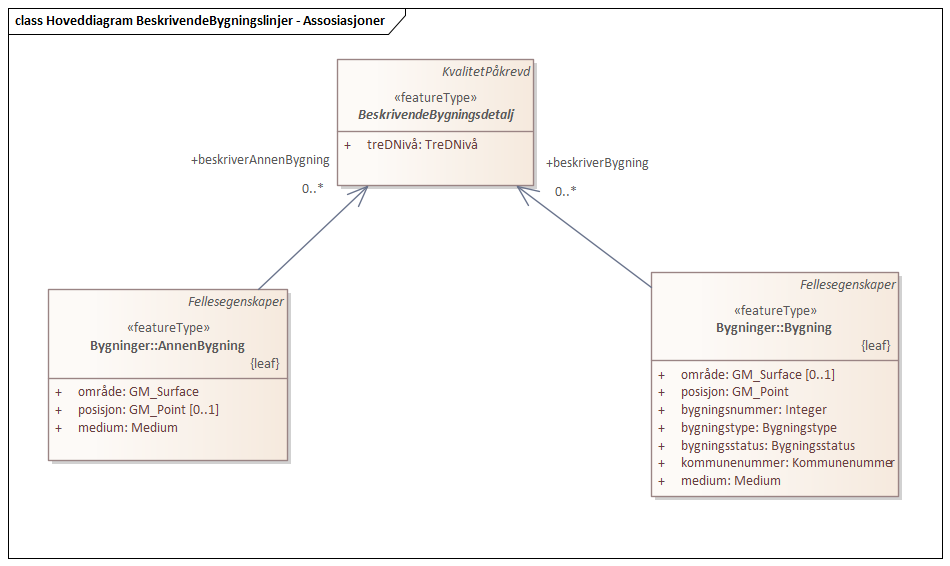 class Hoveddiagram BeskrivendeBygningslinjer - Assosiasjoner
KvalitetPåkrevd
«featureType»
BeskrivendeBygningsdetalj
+ treDNivå: TreDNivå
+beskriverAnnenBygning
0..*
+beskriverBygning
0..*
Fellesegenskaper
«featureType»
Bygninger::AnnenBygning
{leaf}
+ område: GM_Surface
+ posisjon: GM_Point [0..1]
+ medium: Medium
Fellesegenskaper
«featureType»
Bygninger::Bygning
{leaf}
+ område: GM_Surface [0..1]
+ posisjon: GM_Point
+ bygningsnummer: Integer
+ bygningstype: Bygningstype
+ bygningsstatus: Bygningsstatus
+ kommunenummer: Kommunenummer
+ medium: Medium